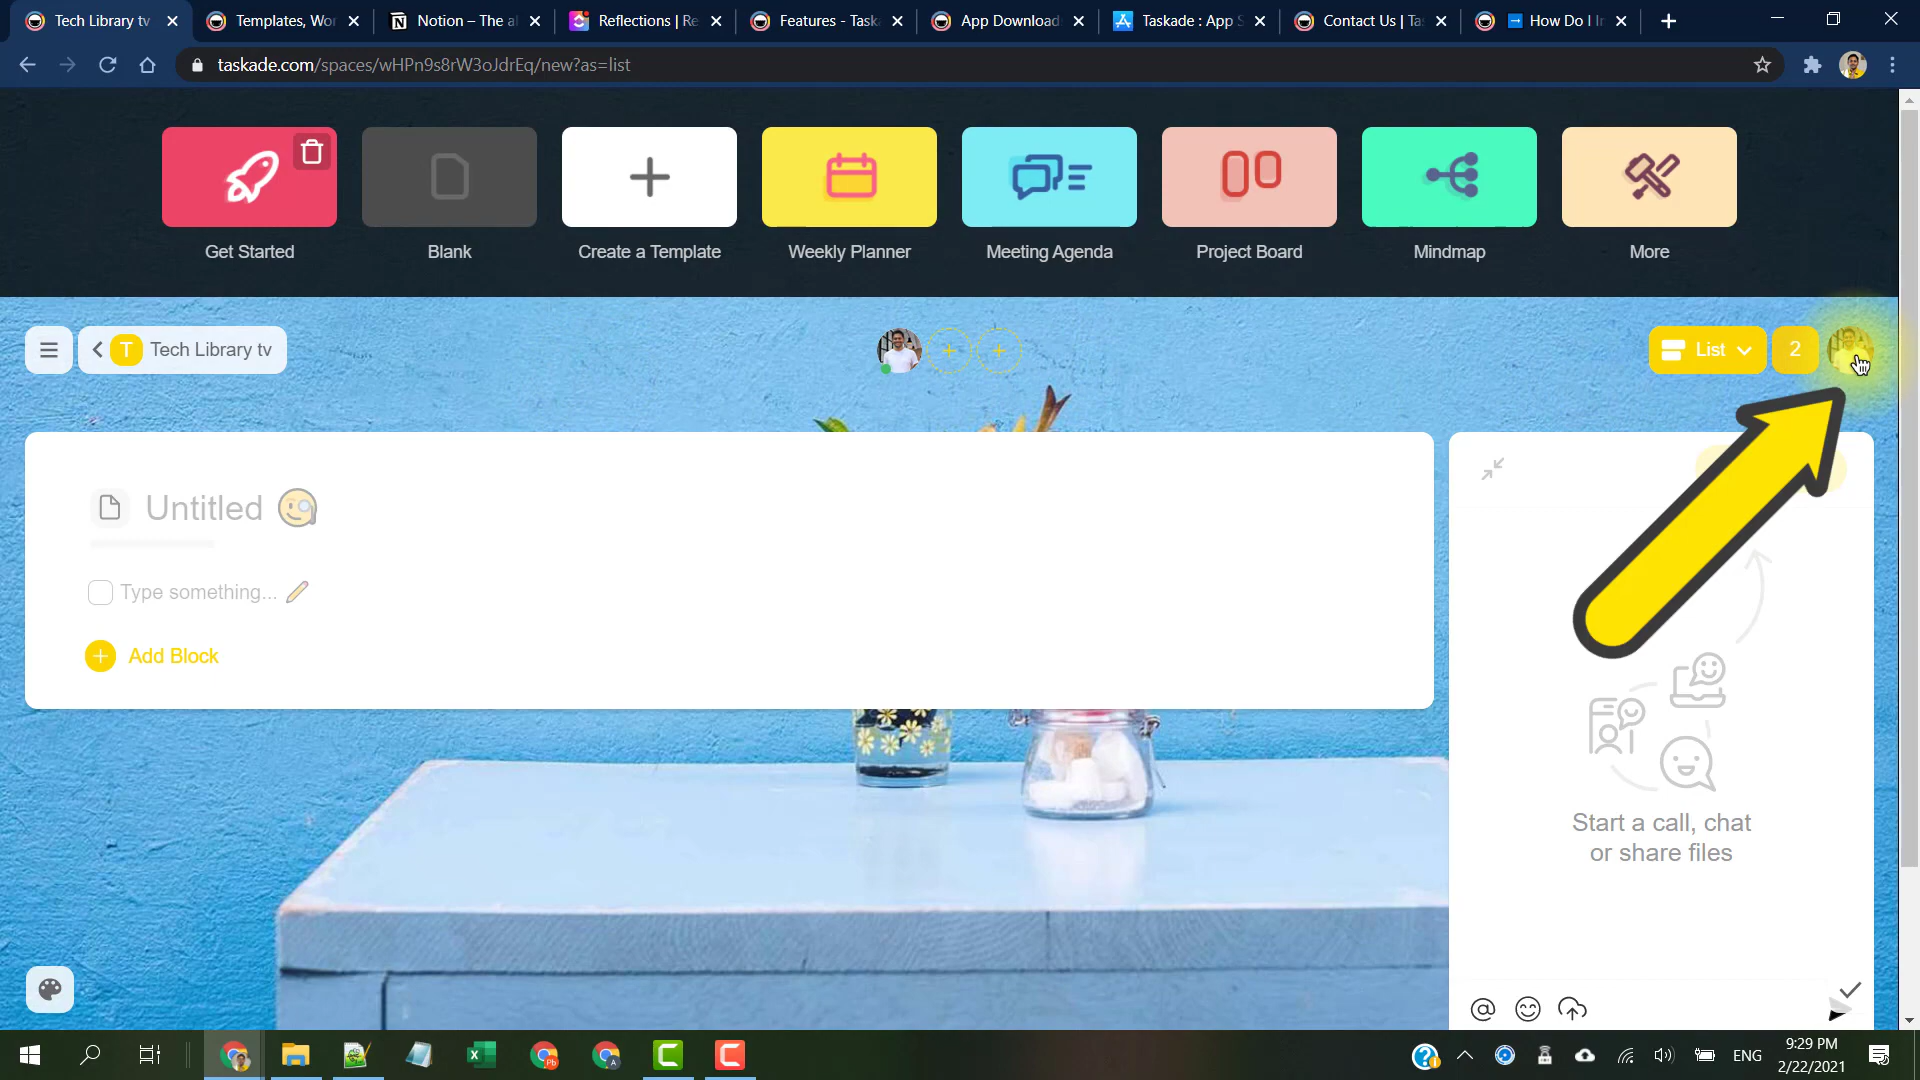 Tech Library tv
Templates, Wor
Notion – The al
Reflections | Re
Features - Task
App Download
Taskade : App S
Contact Us | Ta
How Do I In
taskade.com/spaces/wHPn9s8rW3oJdrEq/new?as=list
Get Started
Blank
Create a Template
Weekly Planner
Meeting Agenda
Project Board
Mindmap
More
T Tech Library tv
List
2
Untitled
Type something...
Add Block
Start a call, chat
or share files
ENG
9:29 PM
2/22/2021